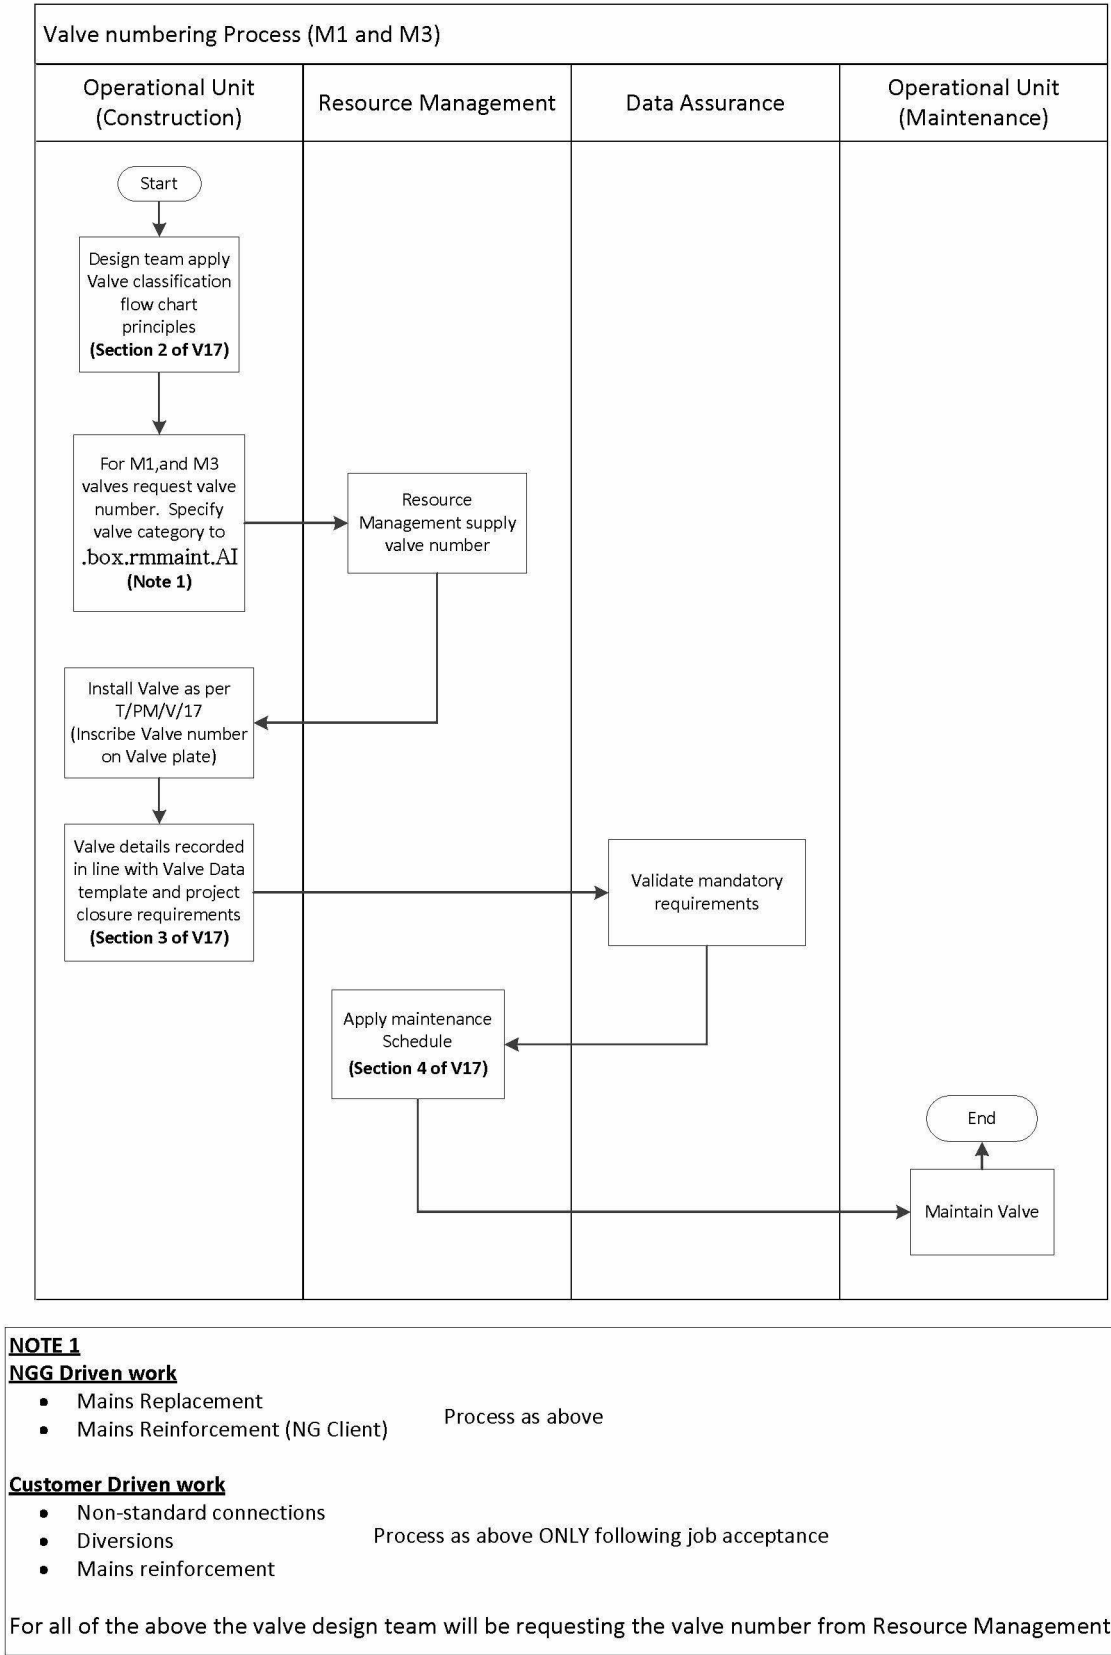 Valve numbering Process (M1 and M3)
Operational Unit
(Construction)
Resource Management
Data Assurance
Operational Unit
(Maintenance)
Start
Design team apply
Valve classification
flow chart
principles
(Section 2 of V17)
For M1,and M3
valves request valve
number.  Specify
valve category to
.box.rmmaint.AI
(Note 1)
Resource
Management supply
valve number
Install Valve as per
T/PM/V/17
(Inscribe Valve number
on Valve plate)
Valve details recorded
in line with Valve Data
template and project
closure requirements
(Section 3 of V17)
Validate mandatory
requirements
Apply maintenance
Schedule
(Section 4 of V17)
End
Maintain Valve
NOTE 1
NGG Driven work
• Mains Replacement
• Mains Reinforcement (NG Client)
Process as above
Customer Driven work
• Non-standard connections
• Diversions
• Mains reinforcement
Process as above ONLY following job acceptance
For all of the above the valve design team will be requesting the valve number from Resource Management